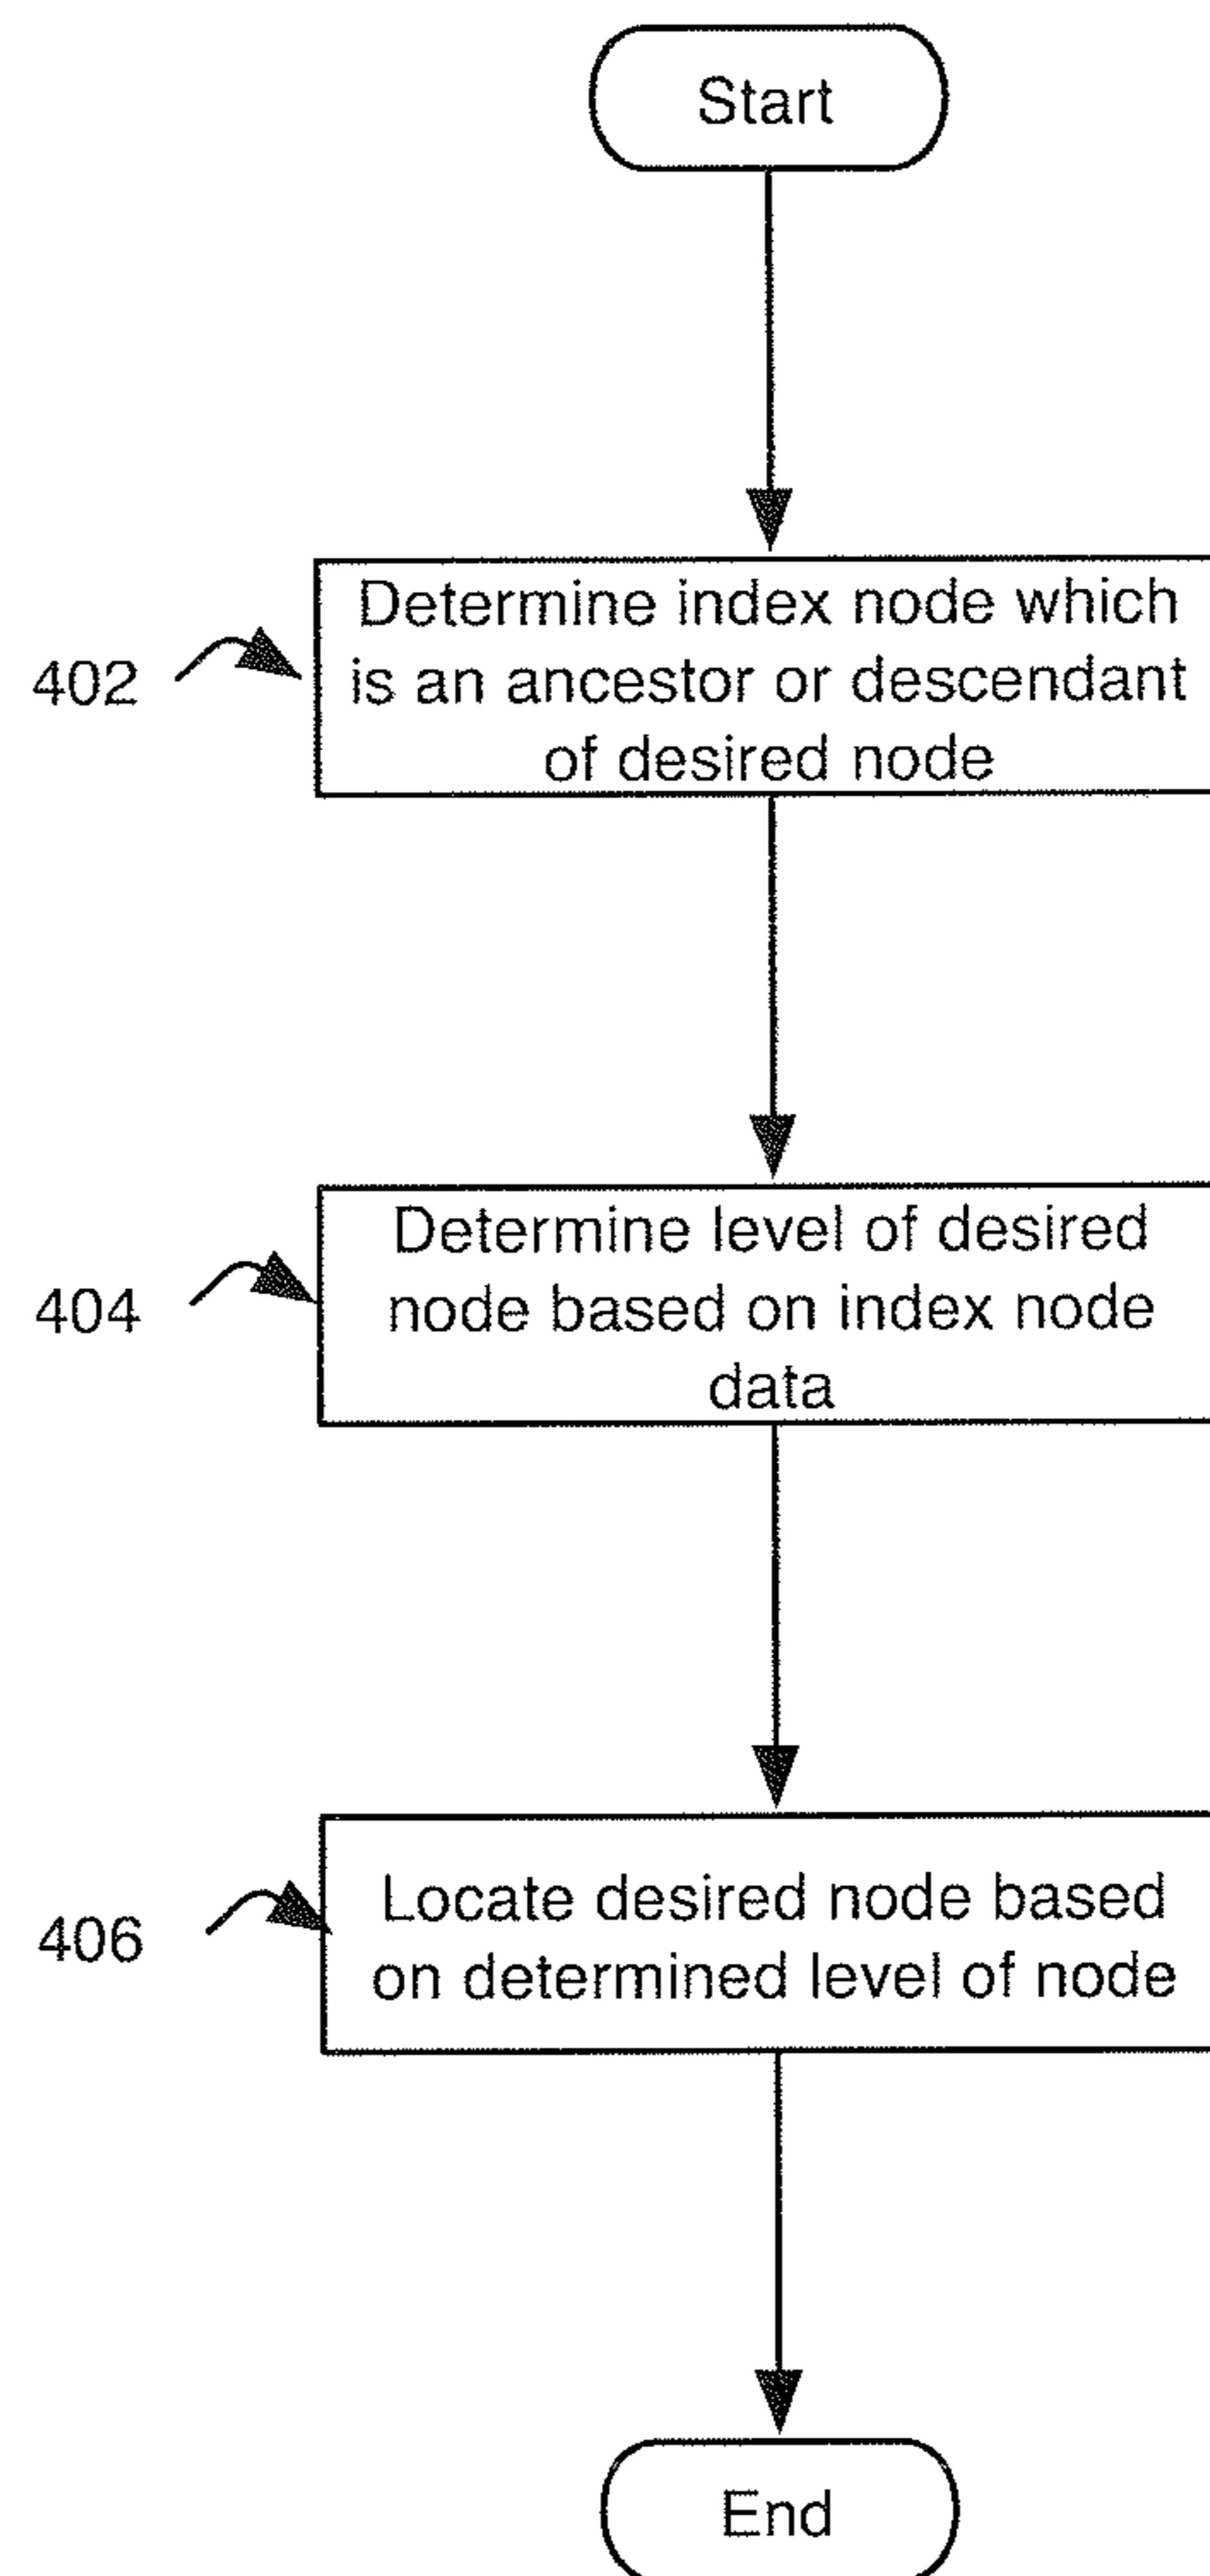 Start
402
Determine index node which
is an ancestor or descendant
of desired node
404
Determine level of desired
node based on index node
data
406
Locate desired node based
on determined level of node
End